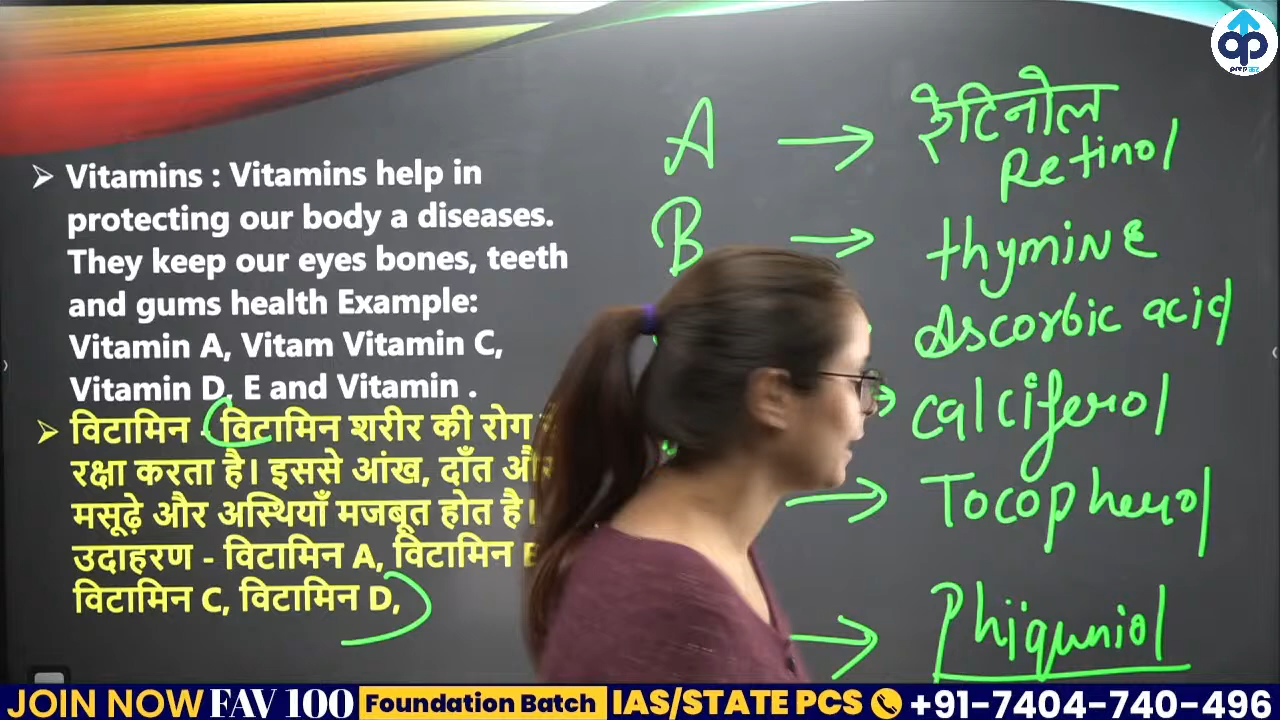 Vitamins : Vitamins help in
protecting our body a diseases.
They keep our eyes bones, teeth
and gums health Example:
Vitamin A, Vitam Vitamin C,
Vitamin D, E and Vitamin .
विटामिन - विटामिन शरीर की रोग
रक्षा करता है। इससे आंख, दाँत और
मसूढ़े और अस्थियाँ मजबूत होत है।
उदाहरण - विटामिन A, विटामिन
विटामिन C, विटामिन D,
A → रेटिनोल
Retinol
B → thymine
Ascorbic acid
Calciferol
Tocopherol
JOIN NOW FAV 100 Foundation Batch IAS/STATE PCS +91-7404-740-496